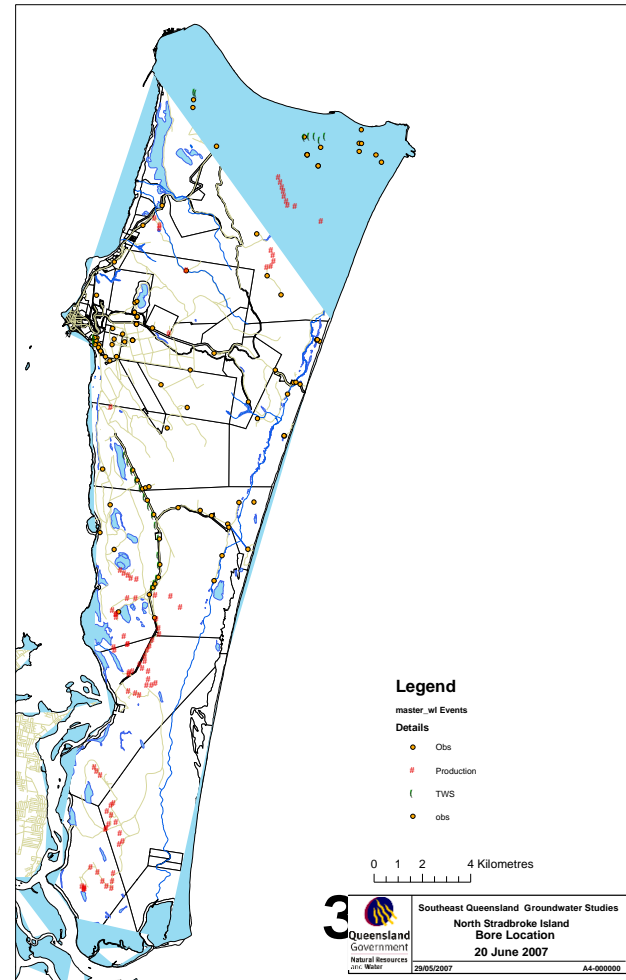 Legend
master_wl Events
Details
Obs
Production
TWS
obs
0 1 2 4 Kilometres
3
Queensland
Government
Natural Resources
and Water
Southeast Queensland Groundwater Studies
North Stradbroke Island
Bore Location
20 June 2007
29/05/2007 A4-000000